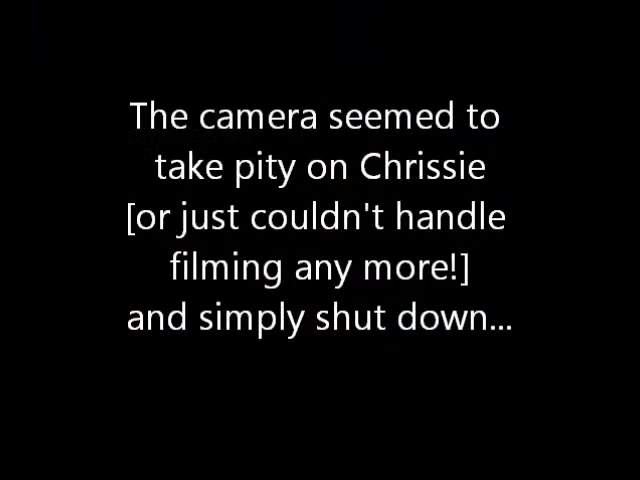 The camera seemed to
take pity on Chrissie
[or just couldn't handle
filming any more!]
and simply shut down...